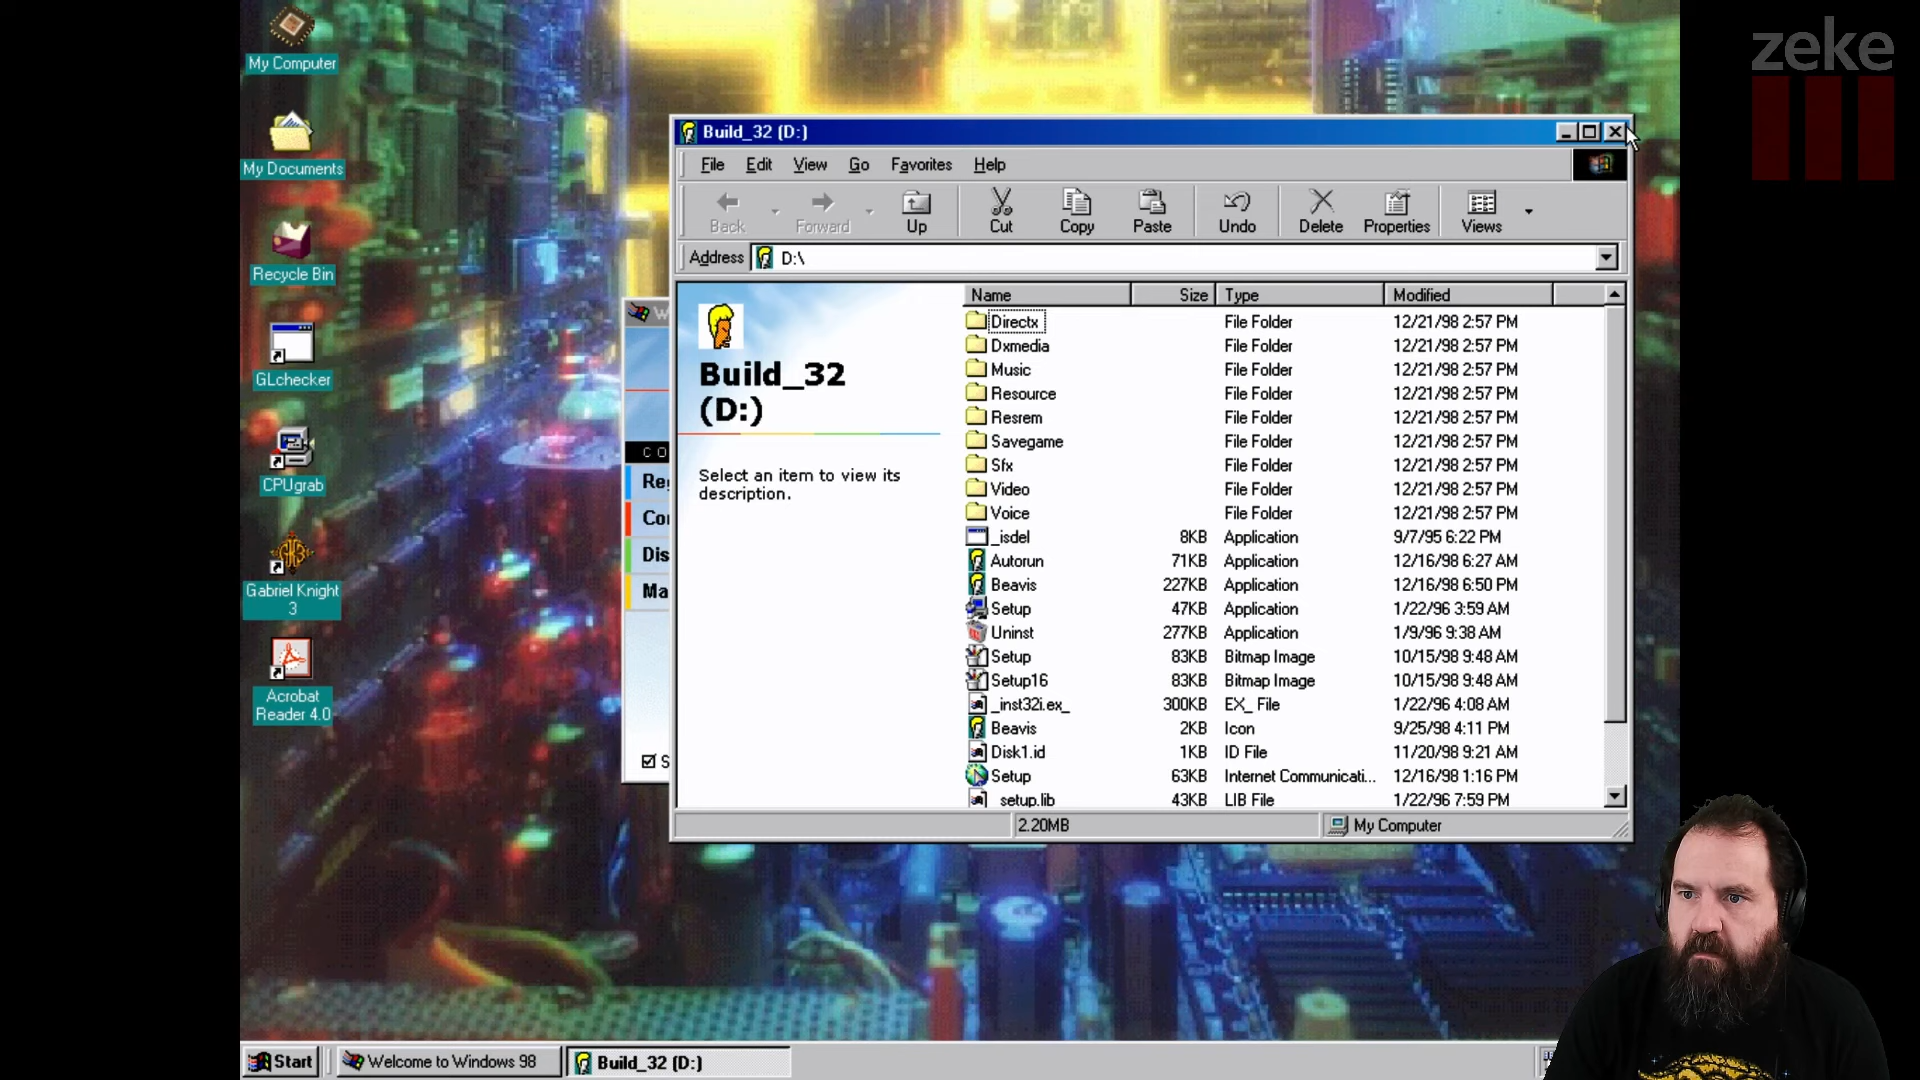 zeke
My Computer
My Documents
Recycle Bin
GLchecker
CPUgrab
Gabriel Knight
3
Acrobat
Reader 4.0
Build_32 (D:)
File Edit View Go Favorites Help
Back Forward Up Cut Copy Paste Undo Delete Properties Views
Address D:\
Build_32
(D:)
Select an item to view its
description.
Name Size Type Modified
Directx File Folder 12/21/98 2:57 PM
Dxmedia File Folder 12/21/98 2:57 PM
Music File Folder 12/21/98 2:57 PM
Resource File Folder 12/21/98 2:57 PM
Resrem File Folder 12/21/98 2:57 PM
Savegame File Folder 12/21/98 2:57 PM
Sfx File Folder 12/21/98 2:57 PM
Video File Folder 12/21/98 2:57 PM
Voice File Folder 12/21/98 2:57 PM
_isdel 8KB Application 9/7/95 6:22 PM
Autorun 71KB Application 12/16/98 6:27 AM
Beavis 227KB Application 12/16/98 6:50 PM
Setup 47KB Application 1/22/96 3:59 AM
Uninst 277KB Application 1/9/96 9:38 AM
Setup 83KB Bitmap Image 10/15/98 9:48 AM
Setup16 83KB Bitmap Image 10/15/98 9:48 AM
_inst32i.ex_ 300KB EX_ File 1/22/96 4:08 AM
Beavis 2KB Icon 9/25/98 4:11 PM
Disk1.id 1KB ID File 11/20/98 9:21 AM
Setup 63KB Internet Communicati... 12/16/98 1:16 PM
_setup.lib 43KB LIB File 1/22/96 7:59 PM
2.20MB My Computer
W
CO
Re
Co
Dis
Ma
S
Start Welcome to Windows 98 Build_32 (D:)